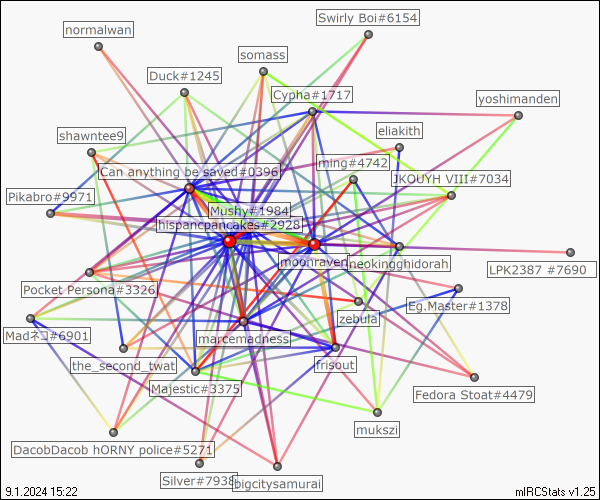 Swirly Boi#6154
normalwan
somass
Duck#1245
Cypha#1717
yoshimanden
eliakith
shawntee9
ming#4742
Can anything be saved#0396
JKOUYH VIII#7034
Pikabro#9971
Mushy#1984
hispancpancakes#2928
moonraven
neokingghidorah
LPK2387 #7690
Pocket Persona#3326
Eg.Master#1378
zebula
Madネコ#6901
marcemadness
the_second_twat
frisout
Majestic#3375
Fedora Stoat#4479
mukszi
DacobDacob hORNY police#5271
Silver#7938
bigcitysamurai
9.1.2024 15:22
mIRCStats v1.25